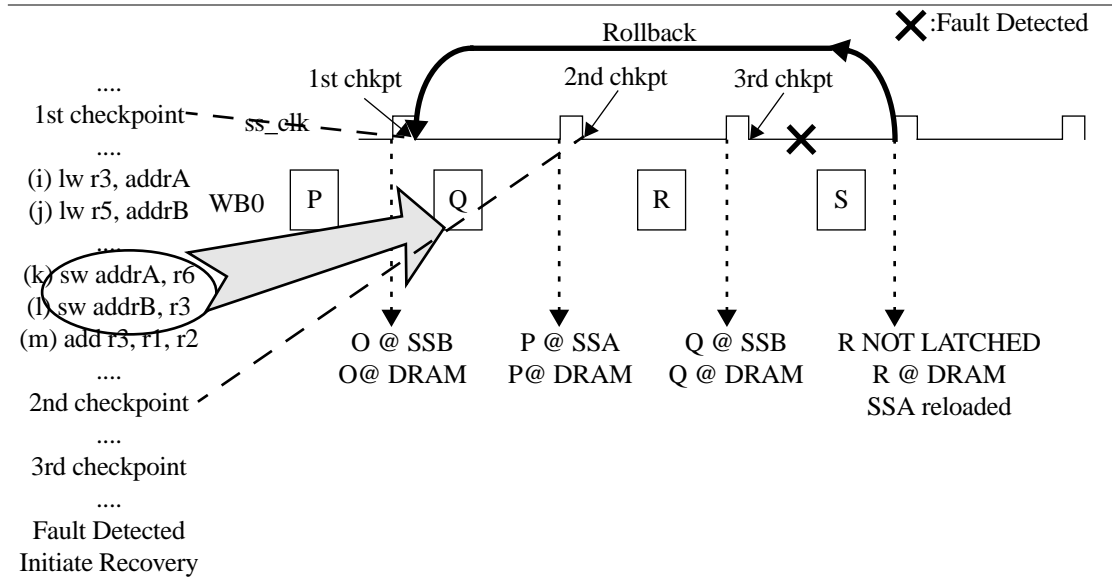 :Fault Detected
Rollback
1st chkpt
2nd chkpt
3rd chkpt
ss_clk
....
1st checkpoint
....
(i) lw r3, addrA
(j) lw r5, addrB
....
(k) sw addrA, r6
(l) sw addrB, r3
(m) add r3, r1, r2
....
2nd checkpoint
....
3rd checkpoint
....
Fault Detected
Initiate Recovery
WB0
P
Q
R
S
O @ SSB
O@ DRAM
P @ SSA
P@ DRAM
Q @ SSB
Q @ DRAM
R NOT LATCHED
R @ DRAM
SSA reloaded